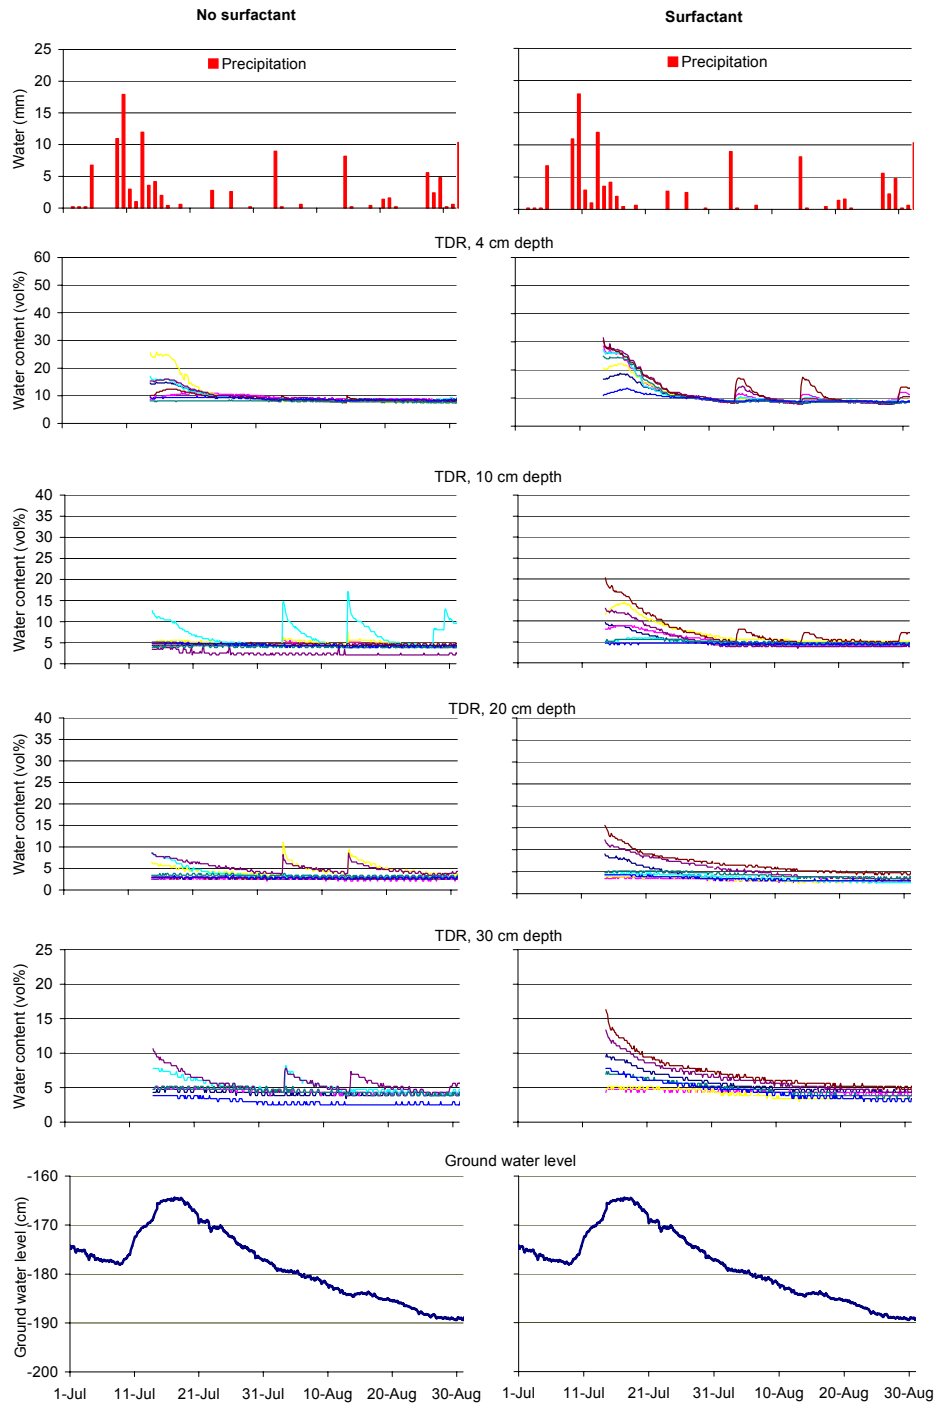 No surfactant Surfactant
25
20
15
10
5
0
Water (mm)
Precipitation
Precipitation
TDR, 4 cm depth
60
50
40
30
20
10
0
Water content (vol%)
TDR, 10 cm depth
40
35
30
25
20
15
10
5
0
Water content (vol%)
TDR, 20 cm depth
40
35
30
25
20
15
10
5
0
Water content (vol%)
TDR, 30 cm depth
25
20
15
10
5
0
Water content (vol%)
Ground water level
-160
-170
-180
-190
-200
Ground water level (cm)
1-Jul 11-Jul 21-Jul 31-Jul 10-Aug 20-Aug 30-Aug
1-Jul 11-Jul 21-Jul 31-Jul 10-Aug 20-Aug 30-Aug